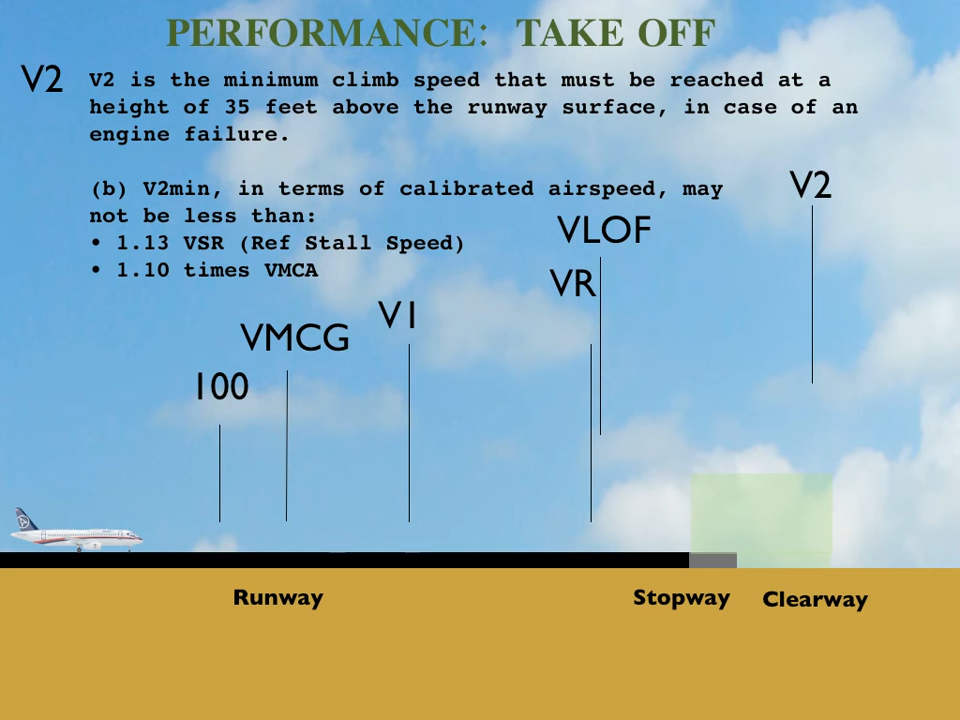 PERFORMANCE: TAKE OFF
V2
V2 is the minimum climb speed that must be reached at a
height of 35 feet above the runway surface, in case of an
engine failure.
(b) V2min, in terms of calibrated airspeed, may
not be less than:
• 1.13 VSR (Ref Stall Speed)
• 1.10 times VMCA
V2
VLOF
VR
V1
VMCG
100
Runway
Stopway
Clearway